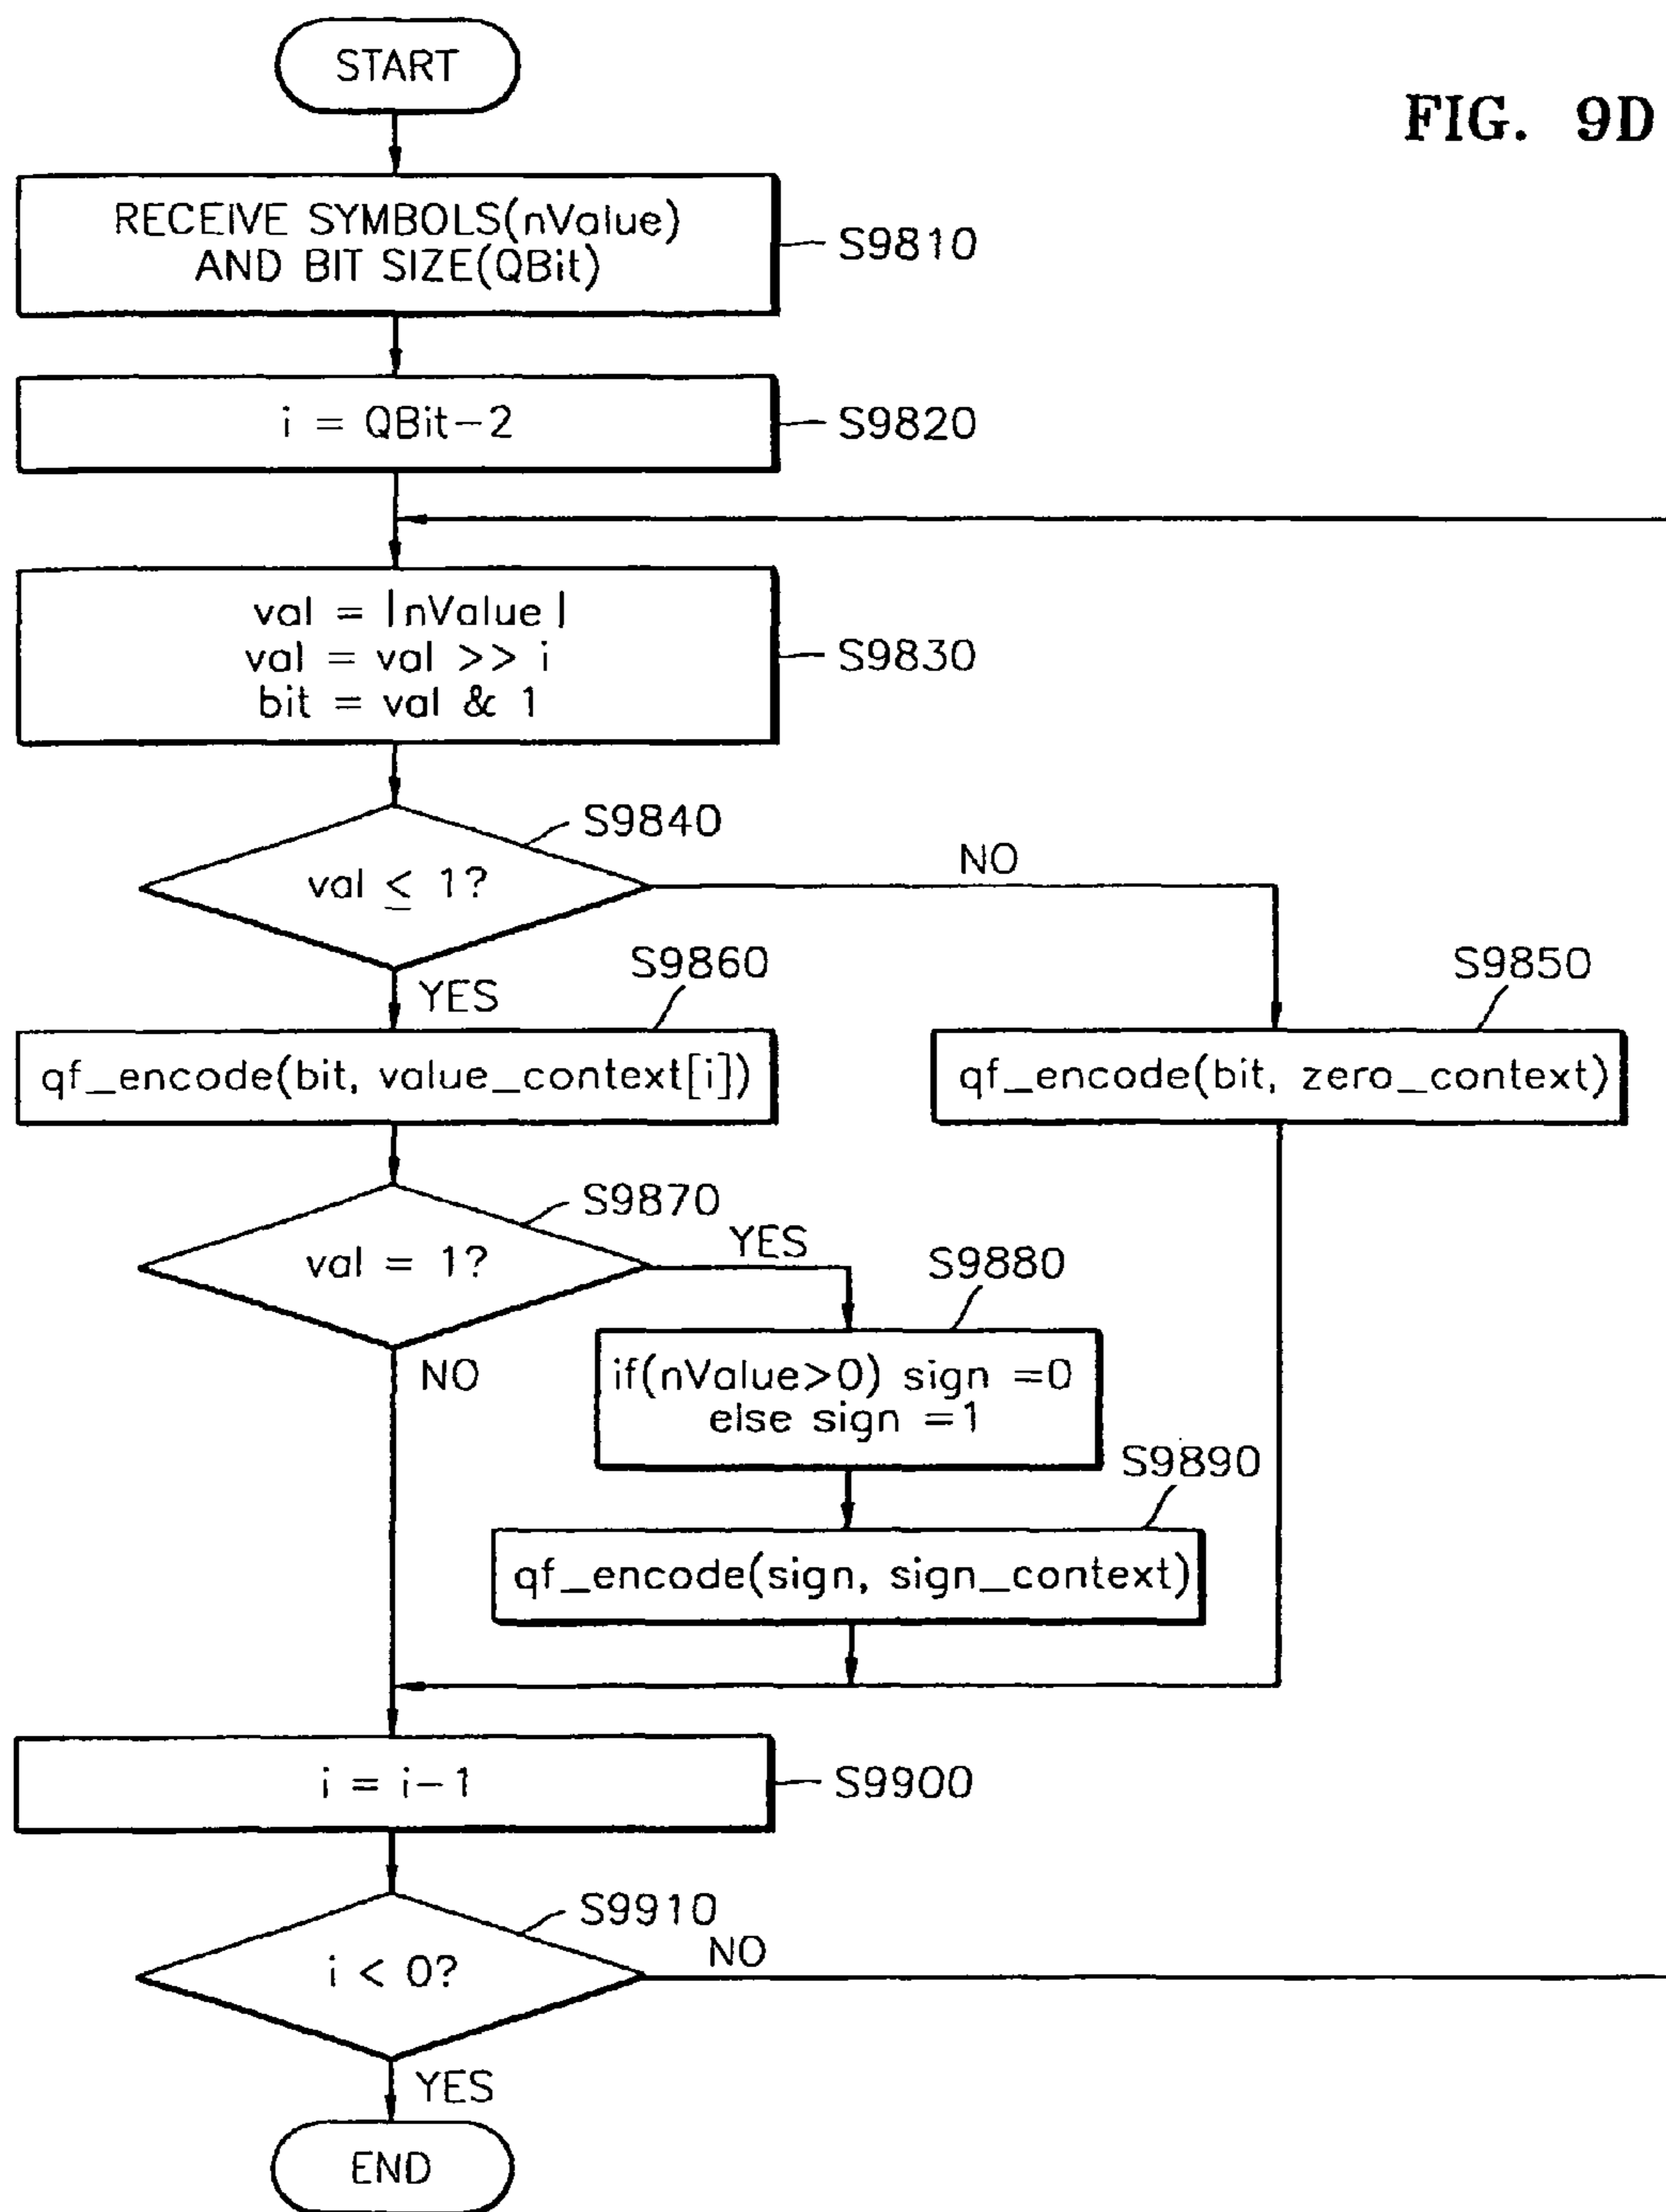 START
FIG. 9D
RECEIVE SYMBOLS(nValue)
AND BIT SIZE(QBit)
S9810
i = QBit-2
S9820
val = |nValue|
val = val >> i
bit = val & 1
S9830
S9840
val ≤ 1?
NO
YES
S9860
S9850
qf_encode(bit, value_context[i])
qf_encode(bit, zero_context)
S9870
val = 1?
YES
NO
S9880
if(nValue>0) sign =0
else sign =1
S9890
qf_encode(sign, sign_context)
i = i-1
S9900
S9910
i < 0?
NO
YES
END